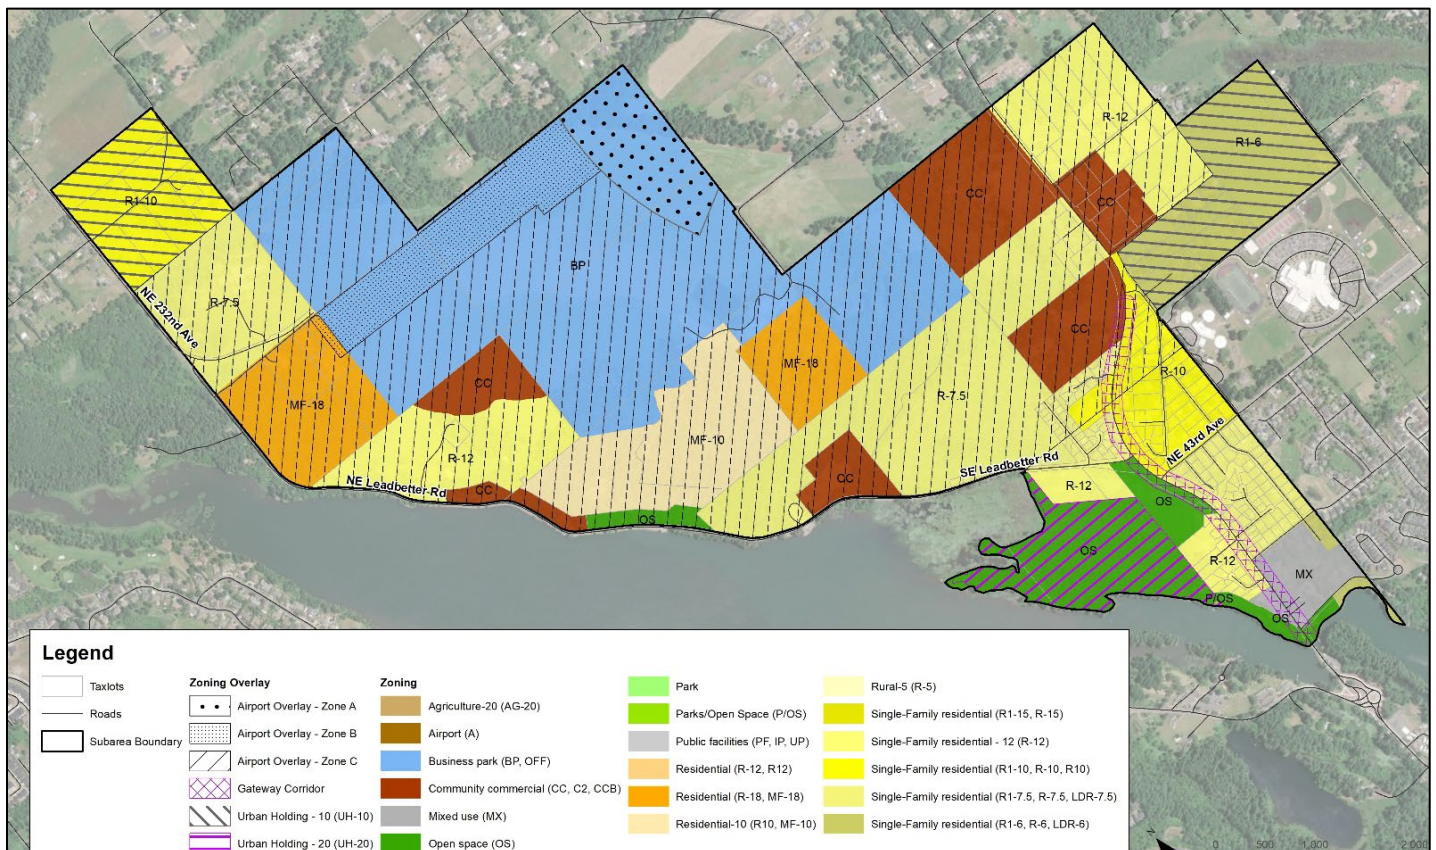 R-12
R1-6
R1-10
CC
CC
BP
R-7.5
NE 232nd Ave
CC
MF-18
R-10
CC
R-7.5
MF-18
MF-10
NE 43rd Ave
R-12
SE Leadbetter Rd
CC
NE Leadbetter Rd
CC
R-12
OS
OS
OS
R-12
MX
P/OS
OS
Legend
Taxlots
Roads
Subarea Boundary
Zoning Overlay
Airport Overlay - Zone A
Airport Overlay - Zone B
Airport Overlay - Zone C
Gateway Corridor
Urban Holding - 10 (UH-10)
Urban Holding - 20 (UH-20)
Zoning
Agriculture-20 (AG-20)
Airport (A)
Business park (BP, OFF)
Community commercial (CC, C2, CCB)
Mixed use (MX)
Open space (OS)
Park
Parks/Open Space (P/OS)
Public facilities (PF, IP, UP)
Residential (R-12, R12)
Residential (R-18, MF-18)
Residential-10 (R10, MF-10)
Rural-5 (R-5)
Single-Family residential (R1-15, R-15)
Single-Family residential - 12 (R-12)
Single-Family residential (R1-10, R-10, R10)
Single-Family residential (R1-7.5, R-7.5, LDR-7.5)
Single-Family residential (R1-6, R-6, LDR-6)
N
0 500 1,000 2,000